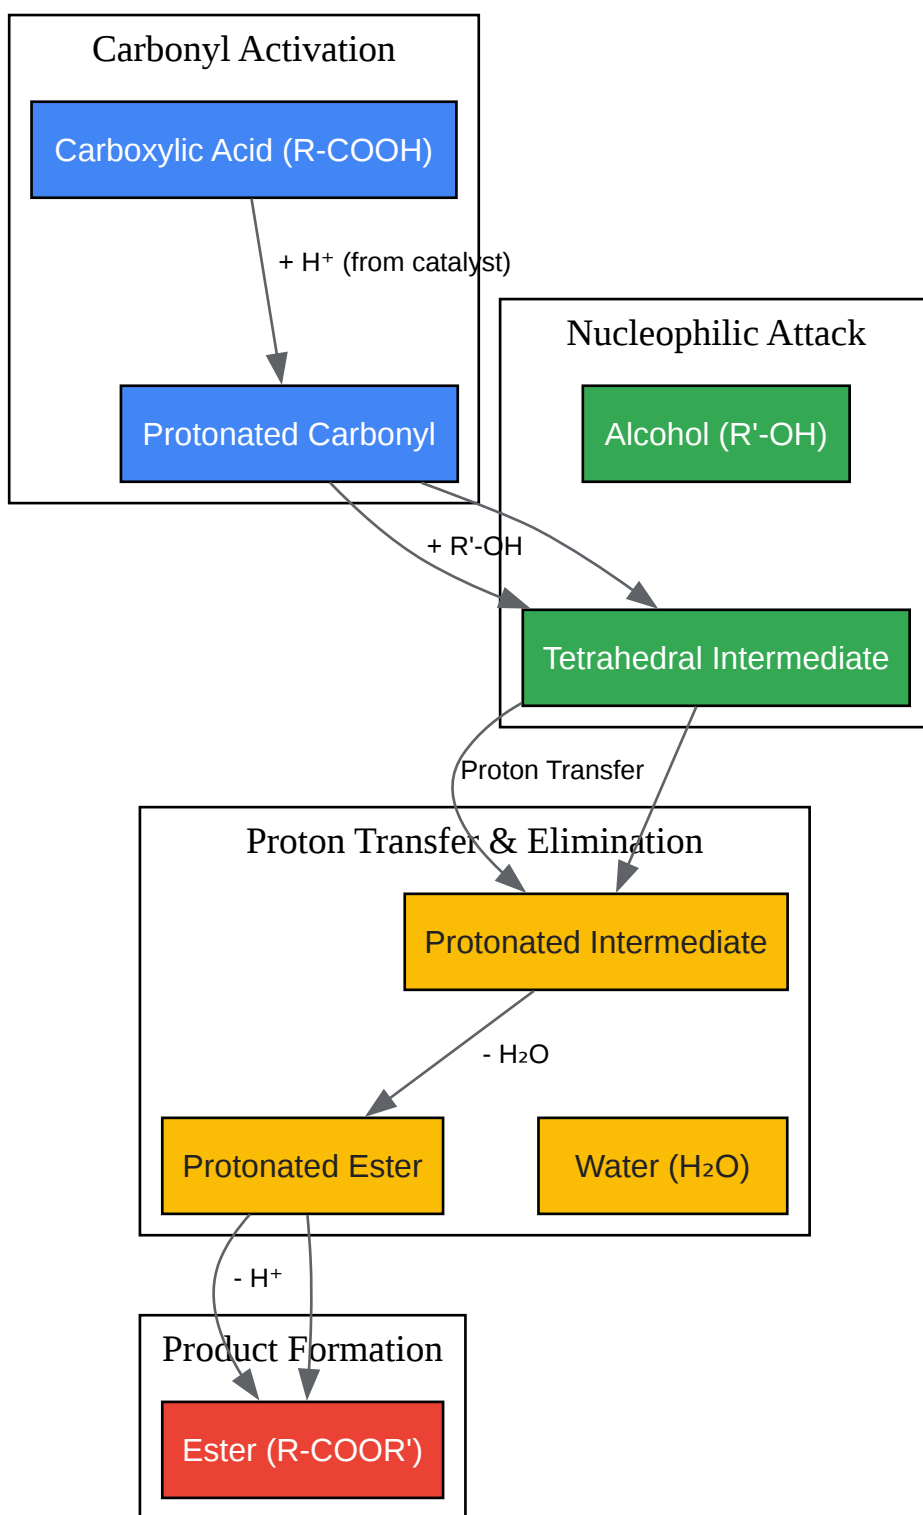 Carbonyl Activation
Carboxylic Acid (R-COOH)
+ H⁺ (from catalyst)
Nucleophilic Attack
Protonated Carbonyl
Alcohol (R'-OH)
+ R'-OH
Tetrahedral Intermediate
Proton Transfer
Proton Transfer & Elimination
Protonated Intermediate
- H₂O
Protonated Ester
Water (H₂O)
- H⁺
Product Formation
Ester (R-COOR')